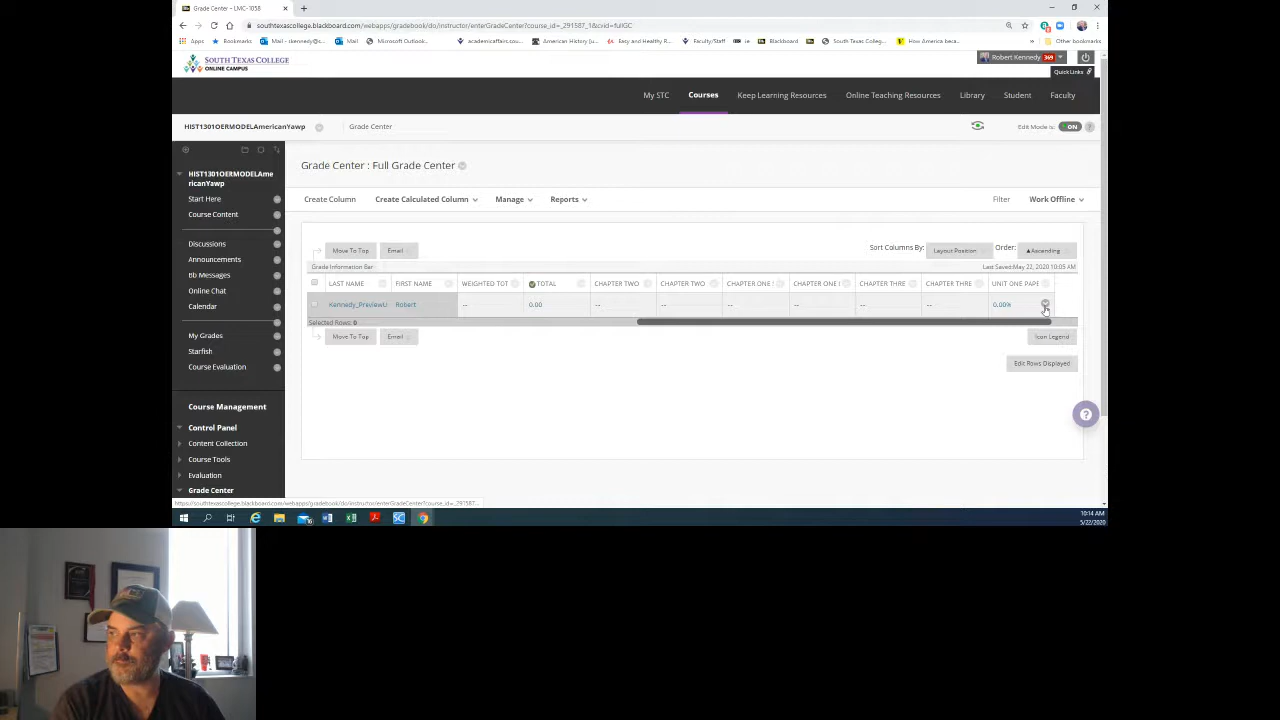 Grade Center - LMC-1058
southtexascollege.blackboard.com/webapps/gradebook/do/instructor/enterGradeCenter?course_id=_291587_1&cvid=fullGC
Apps Bookmarks Mail - rkennedy@s... Mail Microsoft Outlook... academicaffairs.sou... American History (u... Easy and Healthy R... Faculty/Staff ie Blackboard South Texas Colleg... How America beca... Other bookmarks
SOUTH TEXAS COLLEGE
ONLINE CAMPUS
Robert Kennedy 369
Quick Links
My STC Courses Keep Learning Resources Online Teaching Resources Library Student Faculty
HIST1301OERMODELAmericanYawp Grade Center Edit Mode is: ON
HIST1301OERMODELAme
ricanYawp
Start Here
Course Content
Discussions
Announcements
Bb Messages
Online Chat
Calendar
My Grades
Starfish
Course Evaluation
Course Management
Control Panel
Content Collection
Course Tools
Evaluation
Grade Center
Grade Center : Full Grade Center
Create Column Create Calculated Column Manage Reports Filter Work Offline
Move To Top Email Sort Columns By: Layout Position Order: Ascending
Grade Information Bar Last Saved:May 22, 2020 10:05 AM
LAST NAME FIRST NAME WEIGHTED TOT TOTAL CHAPTER TWO CHAPTER TWO CHAPTER ONE CHAPTER ONE CHAPTER THRE CHAPTER THRE UNIT ONE PAPE
Kennedy_PreviewU Robert -- 0.00 -- -- -- -- -- -- 0.00%
Selected Rows: 0
Move To Top Email Icon Legend
Edit Rows Displayed
https://southtexascollege.blackboard.com/webapps/gradebook/do/instructor/enterGradeCenter?course_id=_291587...
10:14 AM
5/22/2020